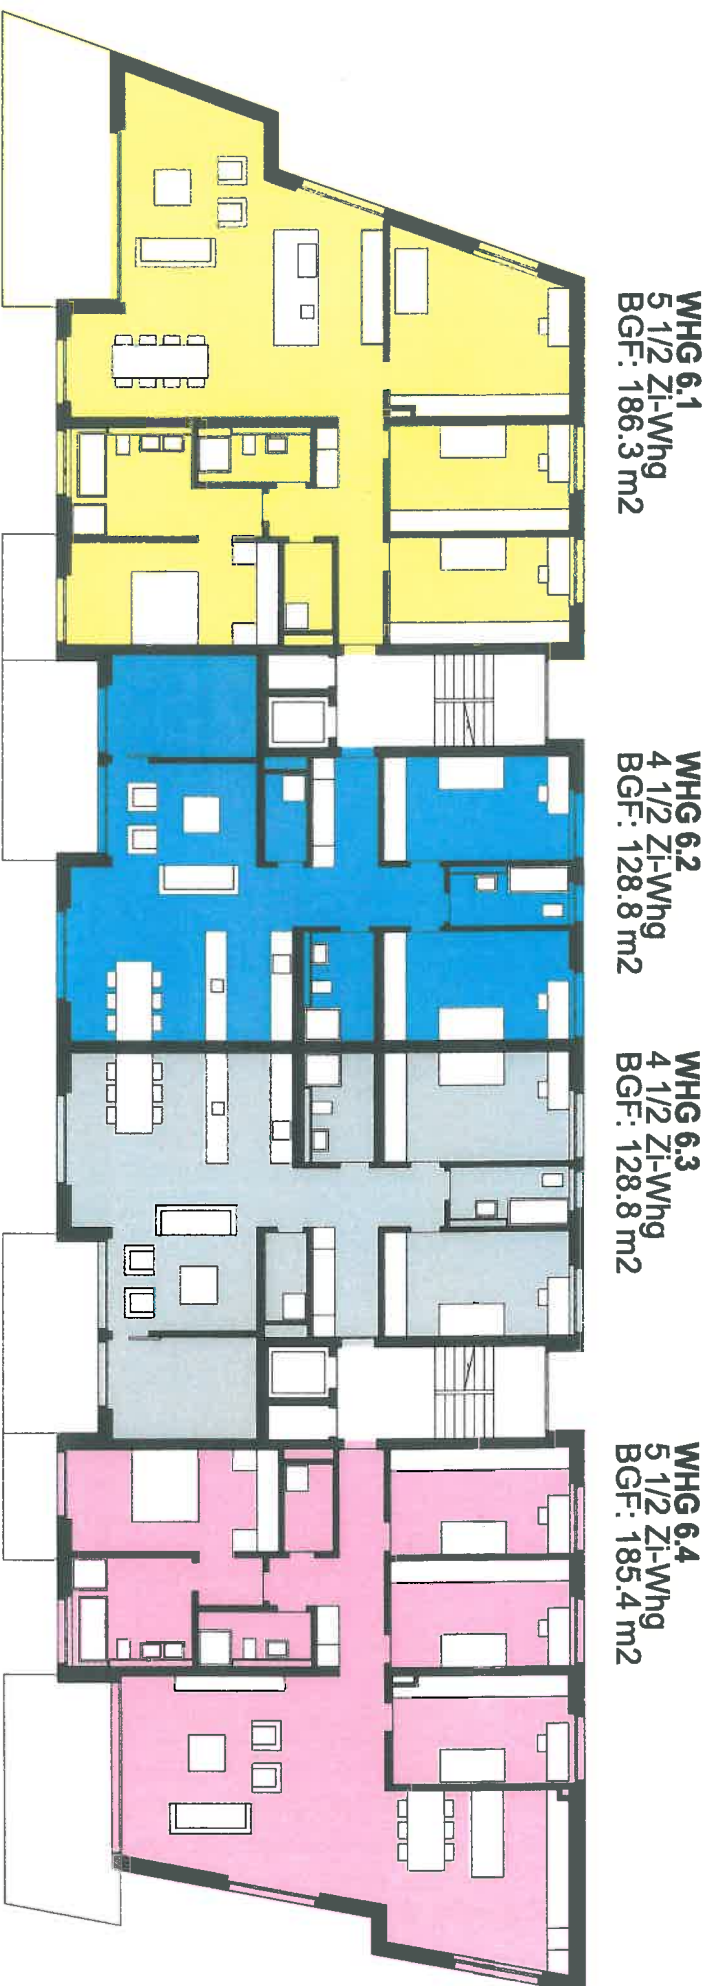 WHG 6.1
5 1/2 Zi-Whg
BGF: 186.3 m2
WHG 6.2
4 1/2 Zi-Whg
BGF: 128.8 m2
WHG 6.3
4 1/2 Zi-Whg
BGF: 128.8 m2
WHG 6.4
5 1/2 Zi-Whg
BGF: 185.4 m2